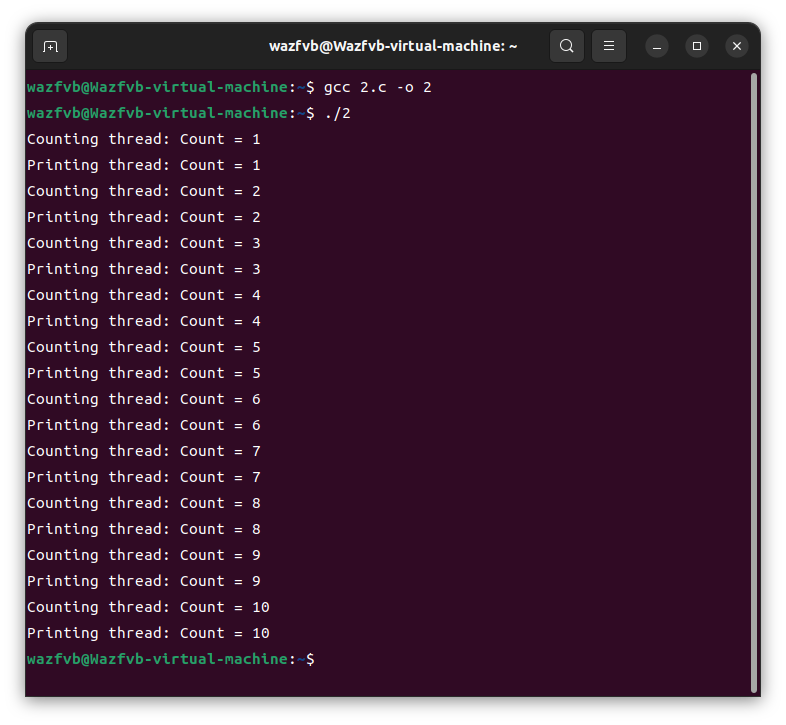 wazfvb@Wazfvb-virtual-machine: ~
wazfvb@Wazfvb-virtual-machine:~$ gcc 2.c -o 2
wazfvb@Wazfvb-virtual-machine:~$ ./2
Counting thread: Count = 1
Printing thread: Count = 1
Counting thread: Count = 2
Printing thread: Count = 2
Counting thread: Count = 3
Printing thread: Count = 3
Counting thread: Count = 4
Printing thread: Count = 4
Counting thread: Count = 5
Printing thread: Count = 5
Counting thread: Count = 6
Printing thread: Count = 6
Counting thread: Count = 7
Printing thread: Count = 7
Counting thread: Count = 8
Printing thread: Count = 8
Counting thread: Count = 9
Printing thread: Count = 9
Counting thread: Count = 10
Printing thread: Count = 10
wazfvb@Wazfvb-virtual-machine:~$